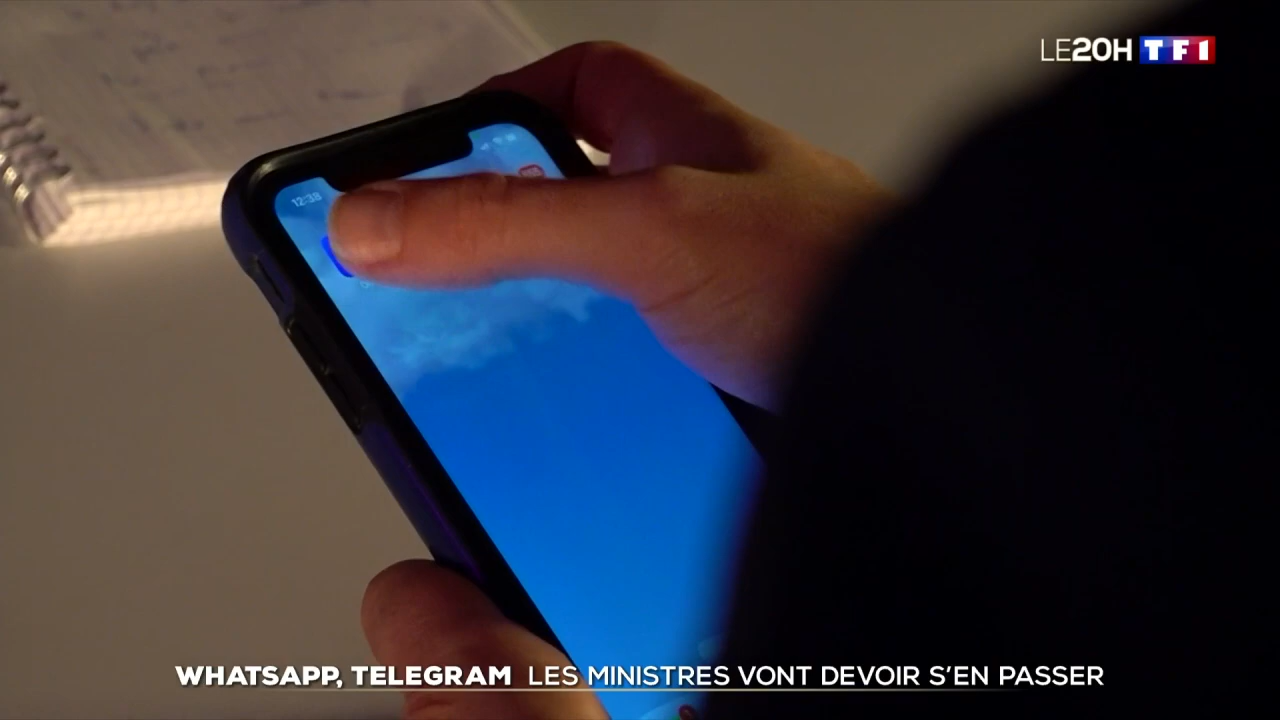 LE20H TF1
12:38
WHATSAPP, TELEGRAM LES MINISTRES VONT DEVOIR S'EN PASSER